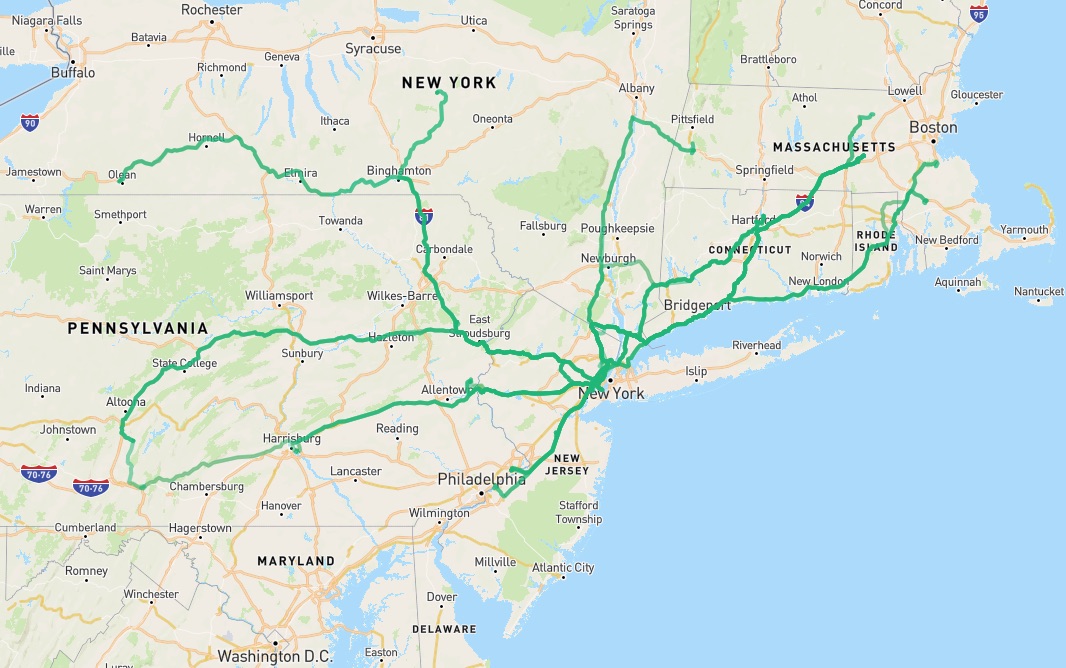 Niagara Falls
Rochester
Utica
Saratoga
Springs
Concord
95
Batavia
Syracuse
Geneva
Brattleboro
Buffalo
Richmond
NEW YORK
Albany
Athol
Lowell
Gloucester
90
Ithaca
Oneonta
Pittsfield
Boston
Hornell
MASSACHUSETTS
Jamestown
Olean
Elmira
Binghamton
Springfield
Warren
Smethport
Towanda
81
Fallsburg
Poughkeepsie
Hartford
Yarmouth
RHODE
ISLAND
New Bedford
Carbondale
CONNECTICUT
Norwich
Saint Marys
Newburgh
New London
Aquinnah
Nantucket
Williamsport
Wilkes-Barre
Bridgeport
PENNSYLVANIA
East
Stroudsburg
Hazleton
Riverhead
Sunbury
State College
Islip
Indiana
Allentown
New York
Altoona
Johnstown
Harrisburg
Reading
70-76
70-76
Lancaster
NEW
JERSEY
Chambersburg
Philadelphia
Hanover
Wilmington
Stafford
Township
Cumberland
Hagerstown
MARYLAND
Romney
Millville
Atlantic City
Winchester
Dover
DELAWARE
Easton
Washington D.C.
Luray